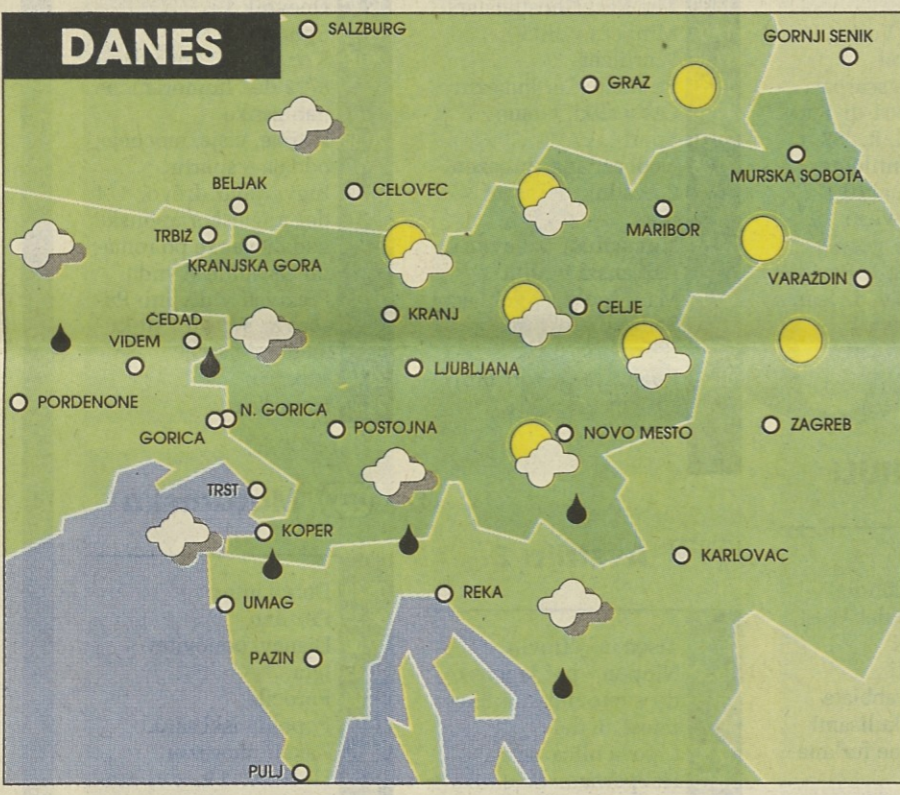 DANES
SALZBURG
GORNJI SENIK
GRAZ
MURSKA SOBOTA
BELJAK
CELOVEC
MARIBOR
TRBIŽ
KRANJSKA GORA
VARAŽDIN
KRANJ
CELJE
ČEDAD
VIDEM
LJUBLJANA
PORDENONE
N. GORICA
GORICA
POSTOJNA
NOVO MESTO
ZAGREB
TRST
KOPER
KARLOVAC
UMAG
REKA
PAZIN
PULJ